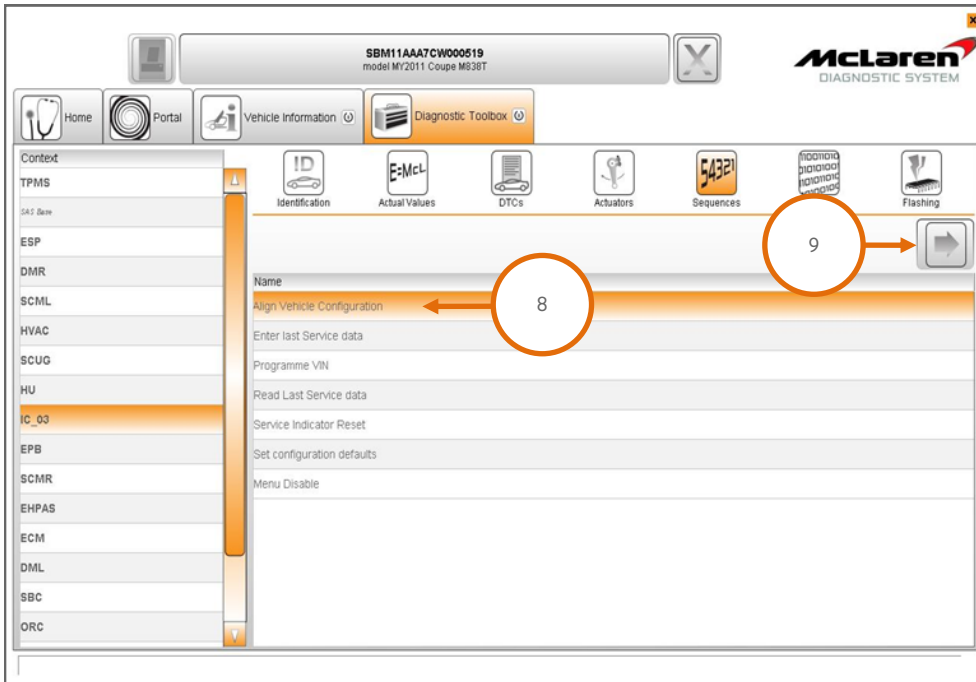 SBM11AAA7CW000519
model MY2011 Coupe M838T
X
McLaren
DIAGNOSTIC SYSTEM
Home
Portal
Vehicle Information
Diagnostic Toolbox
Context
TPMS
SAS Base
ESP
DMR
SCML
HVAC
SCUG
HU
IC_03
EPB
SCMR
EHPAS
ECM
DML
SBC
ORC
ID
Identification
E=McL
Actual Values
DTCs
Actuators
54321
Sequences
Flashing
9
Name
Align Vehicle Configuration
8
Enter last Service data
Programme VIN
Read Last Service data
Service Indicator Reset
Set configuration defaults
Menu Disable